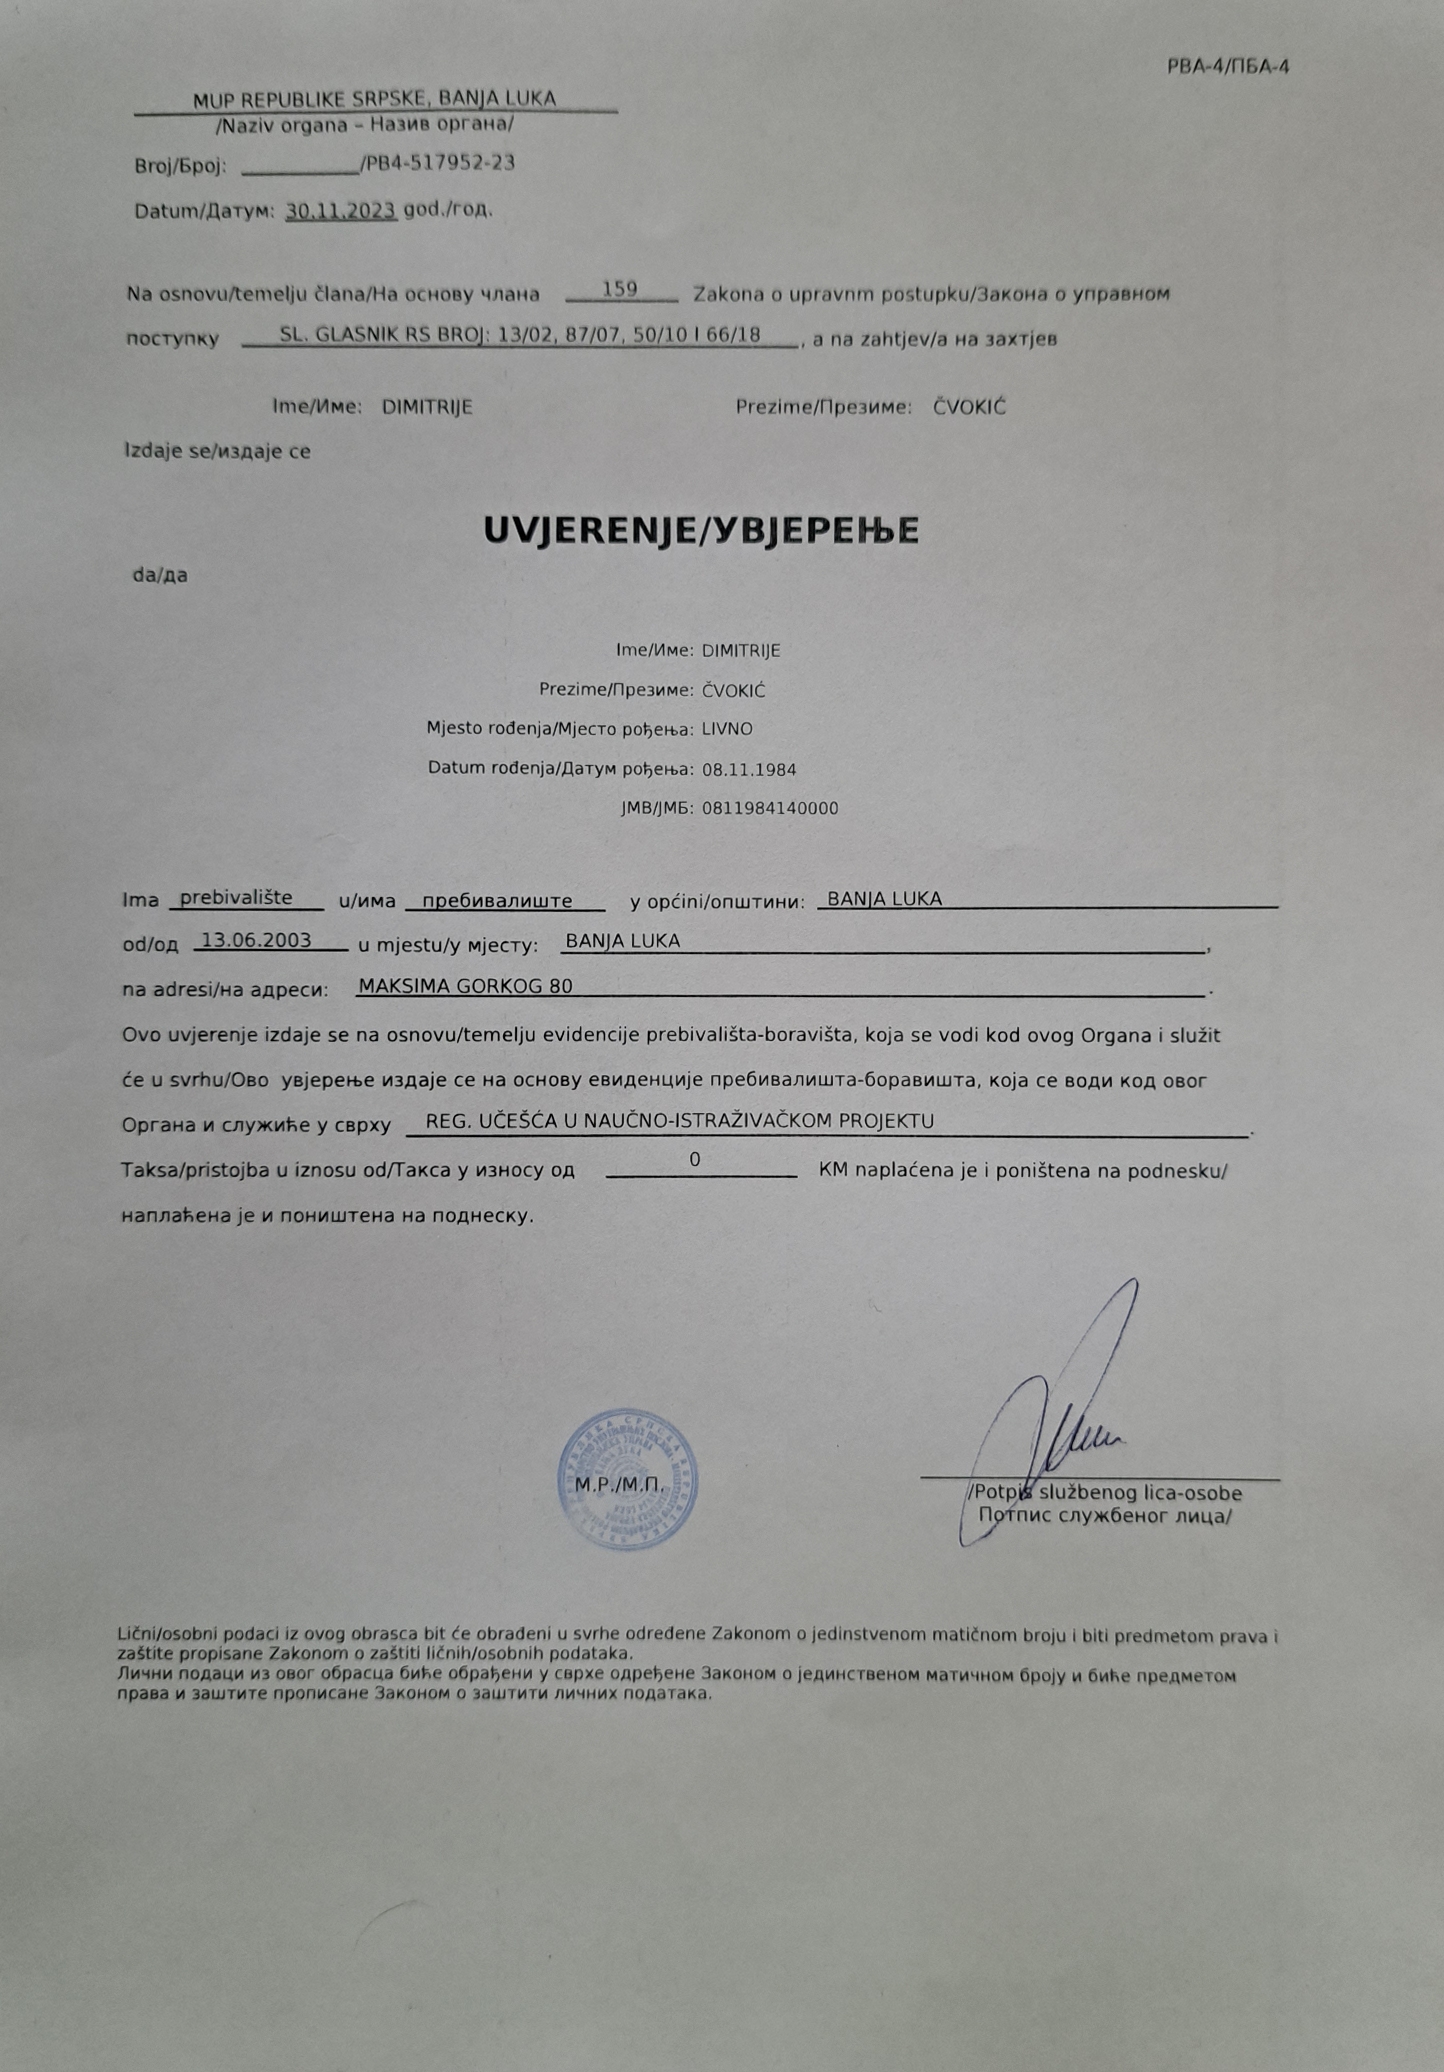 PBA-4/ПБА-4
MUP REPUBLIKE SRPSKE, BANJA LUKA
/Naziv organa – Назив органа/
Broj/Број: __________/PB4-517952-23
Datum/Датум: 30.11.2023 god./год.
Na osnovu/temelju člana/На основу члана 159 Zakona o upravnm postupku/Закона о управном
поступку SL. GLASNIK RS BROJ: 13/02, 87/07, 50/10 I 66/18, a na zahtjev/а на захтјев
Ime/Име: DIMITRIJE Prezime/Презиме: ČVOKIĆ
Izdaje se/издаје се
UVJERENJE/УВЈЕРЕЊЕ
da/да
Ime/Име: DIMITRIJE
Prezime/Презиме: ČVOKIĆ
Mjesto rođenja/Мјесто рођења: LIVNO
Datum rođenja/Датум рођења: 08.11.1984
JMB/ЈМБ: 0811984140000
Ima prebivalište u/има пребивалиште у općini/општини: BANJA LUKA
od/од 13.06.2003 u mjestu/у мјесту: BANJA LUKA,
na adresi/на адреси: MAKSIMA GORKOG 80.
Ovo uvjerenje izdaje se na osnovu/temelju evidencije prebivališta-boravišta, koja se vodi kod ovog Organa i služit
će u svrhu/Ово увјерење издаје се на основу евиденције пребивалишта-боравишта, која се води код овог
Органа и служиће у сврху REG. UČEŠĆA U NAUČNO-ISTRAŽIVAČKOM PROJEKTU.
Taksa/pristojba u iznosu od/Такса у износу од 0 KM naplaćena je i poništena na podnesku/
наплаћена је и поништена на поднеску.
M.P./М.П.
/Potpis službenog lica-osobe
Потпис службеног лица/
Lični/osobni podaci iz ovog obrasca bit će obrađeni u svrhe određene Zakonom o jedinstvenom matičnom broju i biti predmetom prava i
zaštite propisane Zakonom o zaštiti ličnih/osobnih podataka.
Лични подаци из овог обрасца биће обрађени у сврхе одређене Законом о јединственом матичном броју и биће предметом
права и заштите прописане Законом о заштити личних података.